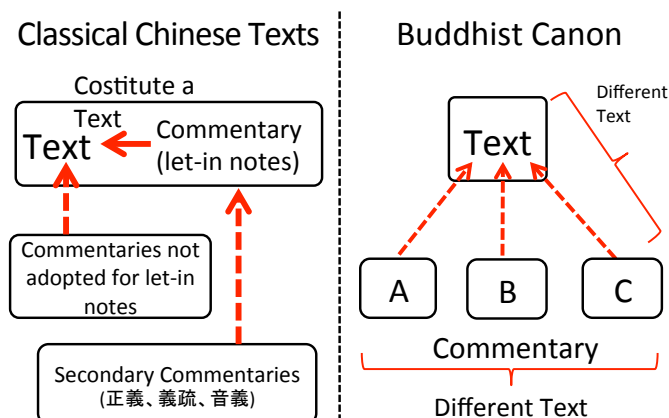 Classical Chinese Texts
Costitute a
Text
Text
Commentary
(let-in notes)
Commentaries not
adopted for let-in
notes
Secondary Commentaries
(正義、義疏、音義)
Buddhist Canon
Different
Text
Text
A
B
C
Commentary
Different Text